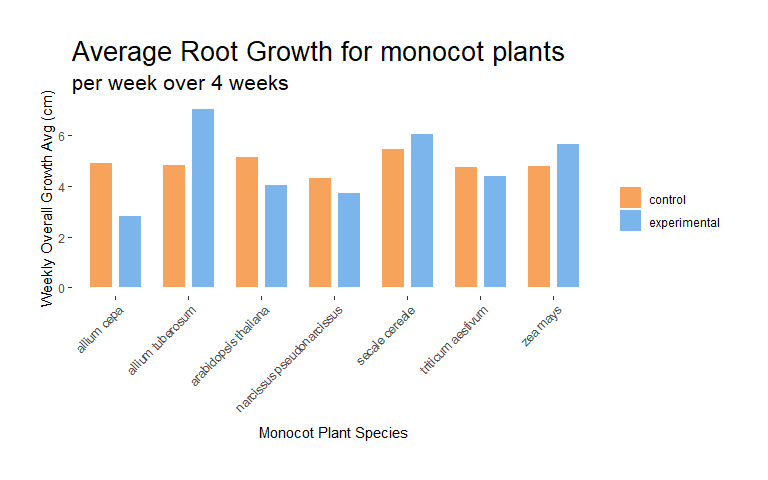 Average Root Growth for monocot plants
per week over 4 weeks
Weekly Overall Growth Avg (cm)
6
4
2
0
allium cepa
allium tuberosum
arabidopsis thaliana
narcissus pseudonarcissus
secale cereale
triticum aestivum
zea mays
Monocot Plant Species
control
experimental